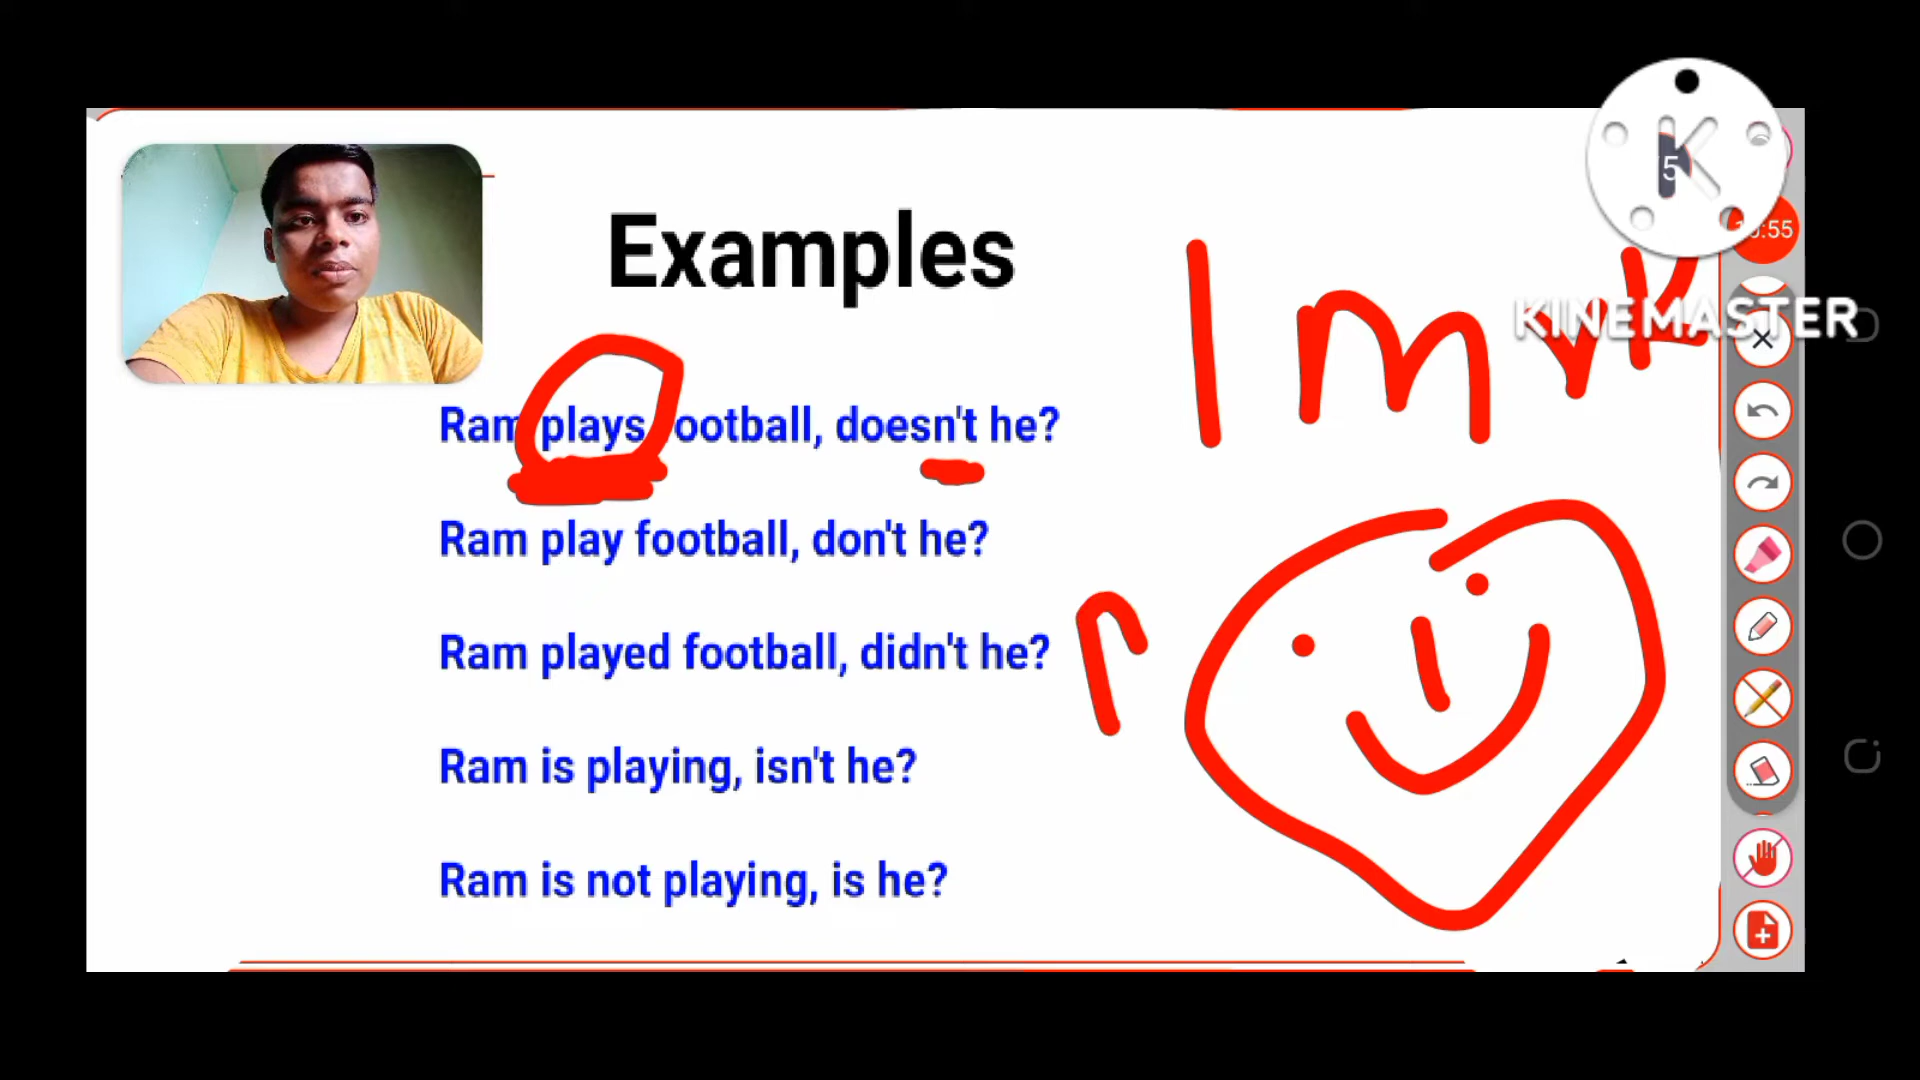 Examples
Ram plays football, doesn't he?
Ram play football, don't he?
Ram played football, didn't he?
Ram is playing, isn't he?
Ram is not playing, is he?
K
KINEMASTER